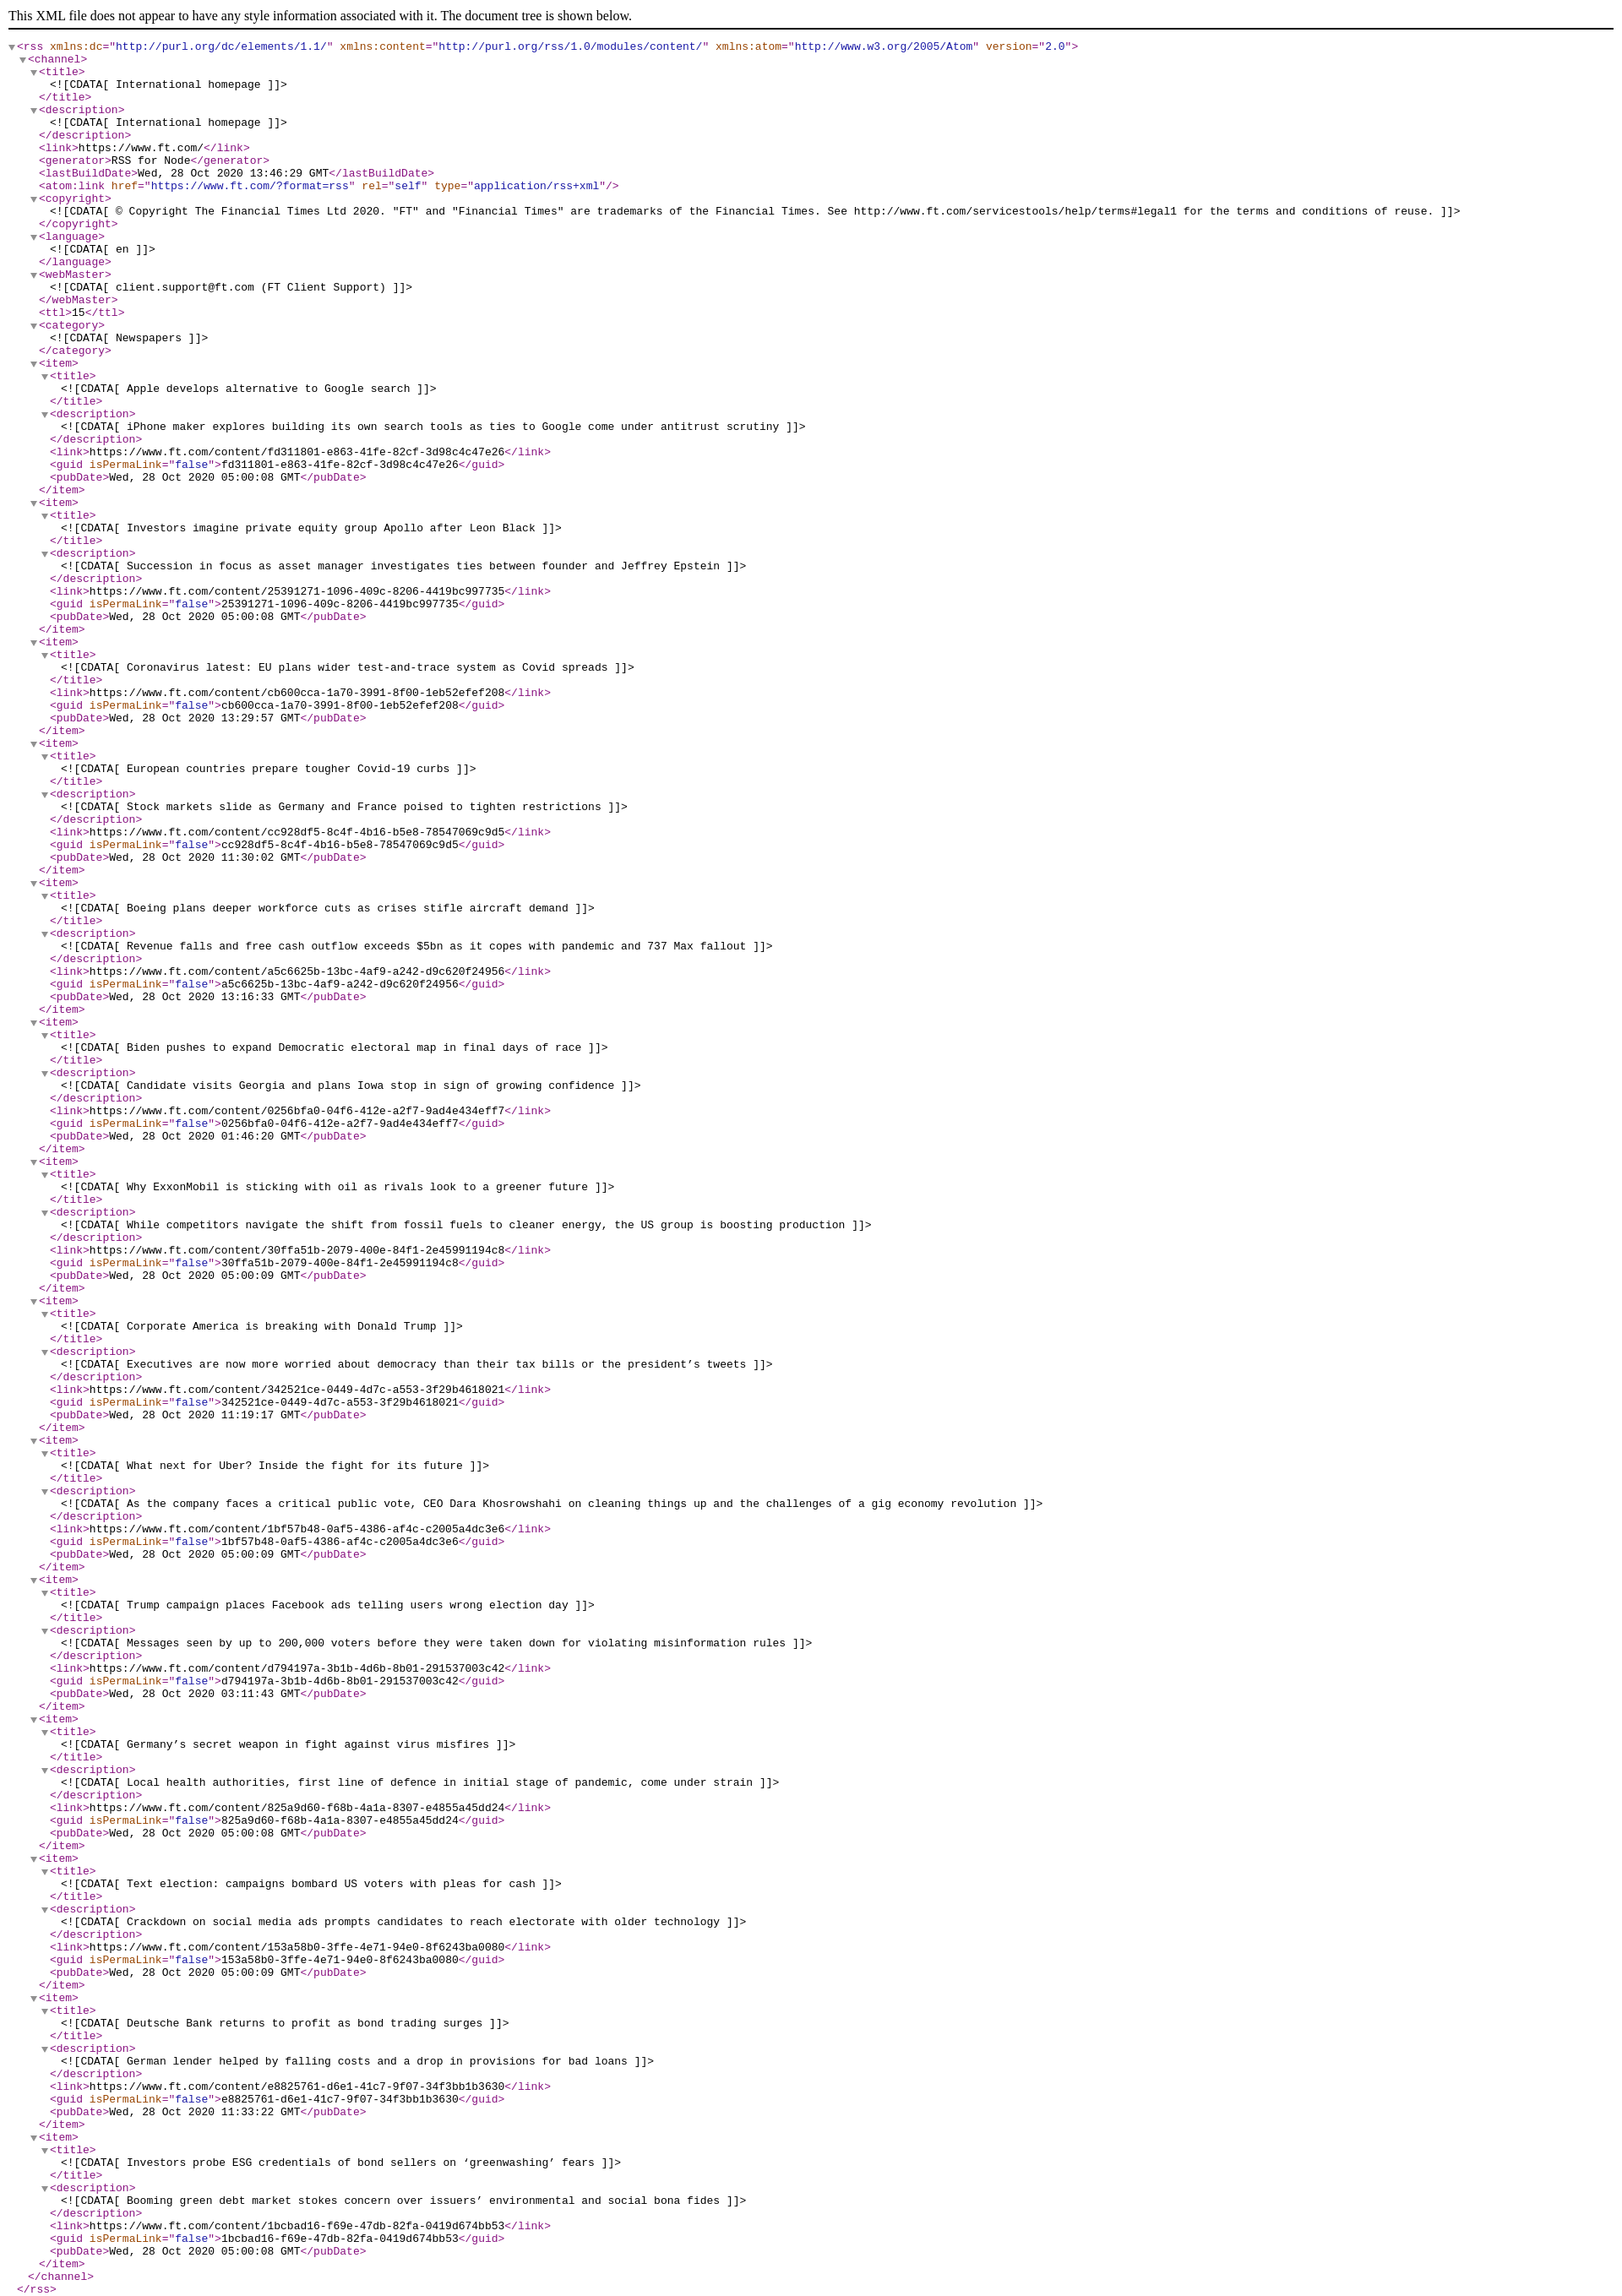 This XML file does not appear to have any style information associated with it. The document tree is shown below.
<rss xmlns:dc="http://purl.org/dc/elements/1.1/" xmlns:content="http://purl.org/rss/1.0/modules/content/" xmlns:atom="http://www.w3.org/2005/Atom" version="2.0">
<channel>
<title>
<![CDATA[ International homepage ]]>
</title>
<description>
<![CDATA[ International homepage ]]>
</description>
<link>https://www.ft.com/</link>
<generator>RSS for Node</generator>
<lastBuildDate>Wed, 28 Oct 2020 13:46:29 GMT</lastBuildDate>
<atom:link href="https://www.ft.com/?format=rss" rel="self" type="application/rss+xml"/>
<copyright>
<![CDATA[ © Copyright The Financial Times Ltd 2020. "FT" and "Financial Times" are trademarks of the Financial Times. See http://www.ft.com/servicestools/help/terms#legal1 for the terms and conditions of reuse. ]]>
</copyright>
<language>
<![CDATA[ en ]]>
</language>
<webMaster>
<![CDATA[ client.support@ft.com (FT Client Support) ]]>
</webMaster>
<ttl>15</ttl>
<category>
<![CDATA[ Newspapers ]]>
</category>
<item>
<title>
<![CDATA[ Apple develops alternative to Google search ]]>
</title>
<description>
<![CDATA[ iPhone maker explores building its own search tools as ties to Google come under antitrust scrutiny ]]>
</description>
<link>https://www.ft.com/content/fd311801-e863-41fe-82cf-3d98c4c47e26</link>
<guid isPermaLink="false">fd311801-e863-41fe-82cf-3d98c4c47e26</guid>
<pubDate>Wed, 28 Oct 2020 05:00:08 GMT</pubDate>
</item>
<item>
<title>
<![CDATA[ Investors imagine private equity group Apollo after Leon Black ]]>
</title>
<description>
<![CDATA[ Succession in focus as asset manager investigates ties between founder and Jeffrey Epstein ]]>
</description>
<link>https://www.ft.com/content/25391271-1096-409c-8206-4419bc997735</link>
<guid isPermaLink="false">25391271-1096-409c-8206-4419bc997735</guid>
<pubDate>Wed, 28 Oct 2020 05:00:08 GMT</pubDate>
</item>
<item>
<title>
<![CDATA[ Coronavirus latest: EU plans wider test-and-trace system as Covid spreads ]]>
</title>
<link>https://www.ft.com/content/cb600cca-1a70-3991-8f00-1eb52efef208</link>
<guid isPermaLink="false">cb600cca-1a70-3991-8f00-1eb52efef208</guid>
<pubDate>Wed, 28 Oct 2020 13:29:57 GMT</pubDate>
</item>
<item>
<title>
<![CDATA[ European countries prepare tougher Covid-19 curbs ]]>
</title>
<description>
<![CDATA[ Stock markets slide as Germany and France poised to tighten restrictions ]]>
</description>
<link>https://www.ft.com/content/cc928df5-8c4f-4b16-b5e8-78547069c9d5</link>
<guid isPermaLink="false">cc928df5-8c4f-4b16-b5e8-78547069c9d5</guid>
<pubDate>Wed, 28 Oct 2020 11:30:02 GMT</pubDate>
</item>
<item>
<title>
<![CDATA[ Boeing plans deeper workforce cuts as crises stifle aircraft demand ]]>
</title>
<description>
<![CDATA[ Revenue falls and free cash outflow exceeds $5bn as it copes with pandemic and 737 Max fallout ]]>
</description>
<link>https://www.ft.com/content/a5c6625b-13bc-4af9-a242-d9c620f24956</link>
<guid isPermaLink="false">a5c6625b-13bc-4af9-a242-d9c620f24956</guid>
<pubDate>Wed, 28 Oct 2020 13:16:33 GMT</pubDate>
</item>
<item>
<title>
<![CDATA[ Biden pushes to expand Democratic electoral map in final days of race ]]>
</title>
<description>
<![CDATA[ Candidate visits Georgia and plans Iowa stop in sign of growing confidence ]]>
</description>
<link>https://www.ft.com/content/0256bfa0-04f6-412e-a2f7-9ad4e434eff7</link>
<guid isPermaLink="false">0256bfa0-04f6-412e-a2f7-9ad4e434eff7</guid>
<pubDate>Wed, 28 Oct 2020 01:46:20 GMT</pubDate>
</item>
<item>
<title>
<![CDATA[ Why ExxonMobil is sticking with oil as rivals look to a greener future ]]>
</title>
<description>
<![CDATA[ While competitors navigate the shift from fossil fuels to cleaner energy, the US group is boosting production ]]>
</description>
<link>https://www.ft.com/content/30ffa51b-2079-400e-84f1-2e45991194c8</link>
<guid isPermaLink="false">30ffa51b-2079-400e-84f1-2e45991194c8</guid>
<pubDate>Wed, 28 Oct 2020 05:00:09 GMT</pubDate>
</item>
<item>
<title>
<![CDATA[ Corporate America is breaking with Donald Trump ]]>
</title>
<description>
<![CDATA[ Executives are now more worried about democracy than their tax bills or the president’s tweets ]]>
</description>
<link>https://www.ft.com/content/342521ce-0449-4d7c-a553-3f29b4618021</link>
<guid isPermaLink="false">342521ce-0449-4d7c-a553-3f29b4618021</guid>
<pubDate>Wed, 28 Oct 2020 11:19:17 GMT</pubDate>
</item>
<item>
<title>
<![CDATA[ What next for Uber? Inside the fight for its future ]]>
</title>
<description>
<![CDATA[ As the company faces a critical public vote, CEO Dara Khosrowshahi on cleaning things up and the challenges of a gig economy revolution ]]>
</description>
<link>https://www.ft.com/content/1bf57b48-0af5-4386-af4c-c2005a4dc3e6</link>
<guid isPermaLink="false">1bf57b48-0af5-4386-af4c-c2005a4dc3e6</guid>
<pubDate>Wed, 28 Oct 2020 05:00:09 GMT</pubDate>
</item>
<item>
<title>
<![CDATA[ Trump campaign places Facebook ads telling users wrong election day ]]>
</title>
<description>
<![CDATA[ Messages seen by up to 200,000 voters before they were taken down for violating misinformation rules ]]>
</description>
<link>https://www.ft.com/content/d794197a-3b1b-4d6b-8b01-291537003c42</link>
<guid isPermaLink="false">d794197a-3b1b-4d6b-8b01-291537003c42</guid>
<pubDate>Wed, 28 Oct 2020 03:11:43 GMT</pubDate>
</item>
<item>
<title>
<![CDATA[ Germany’s secret weapon in fight against virus misfires ]]>
</title>
<description>
<![CDATA[ Local health authorities, first line of defence in initial stage of pandemic, come under strain ]]>
</description>
<link>https://www.ft.com/content/825a9d60-f68b-4a1a-8307-e4855a45dd24</link>
<guid isPermaLink="false">825a9d60-f68b-4a1a-8307-e4855a45dd24</guid>
<pubDate>Wed, 28 Oct 2020 05:00:08 GMT</pubDate>
</item>
<item>
<title>
<![CDATA[ Text election: campaigns bombard US voters with pleas for cash ]]>
</title>
<description>
<![CDATA[ Crackdown on social media ads prompts candidates to reach electorate with older technology ]]>
</description>
<link>https://www.ft.com/content/153a58b0-3ffe-4e71-94e0-8f6243ba0080</link>
<guid isPermaLink="false">153a58b0-3ffe-4e71-94e0-8f6243ba0080</guid>
<pubDate>Wed, 28 Oct 2020 05:00:09 GMT</pubDate>
</item>
<item>
<title>
<![CDATA[ Deutsche Bank returns to profit as bond trading surges ]]>
</title>
<description>
<![CDATA[ German lender helped by falling costs and a drop in provisions for bad loans ]]>
</description>
<link>https://www.ft.com/content/e8825761-d6e1-41c7-9f07-34f3bb1b3630</link>
<guid isPermaLink="false">e8825761-d6e1-41c7-9f07-34f3bb1b3630</guid>
<pubDate>Wed, 28 Oct 2020 11:33:22 GMT</pubDate>
</item>
<item>
<title>
<![CDATA[ Investors probe ESG credentials of bond sellers on ‘greenwashing’ fears ]]>
</title>
<description>
<![CDATA[ Booming green debt market stokes concern over issuers’ environmental and social bona fides ]]>
</description>
<link>https://www.ft.com/content/1bcbad16-f69e-47db-82fa-0419d674bb53</link>
<guid isPermaLink="false">1bcbad16-f69e-47db-82fa-0419d674bb53</guid>
<pubDate>Wed, 28 Oct 2020 05:00:08 GMT</pubDate>
</item>
</channel>
</rss>